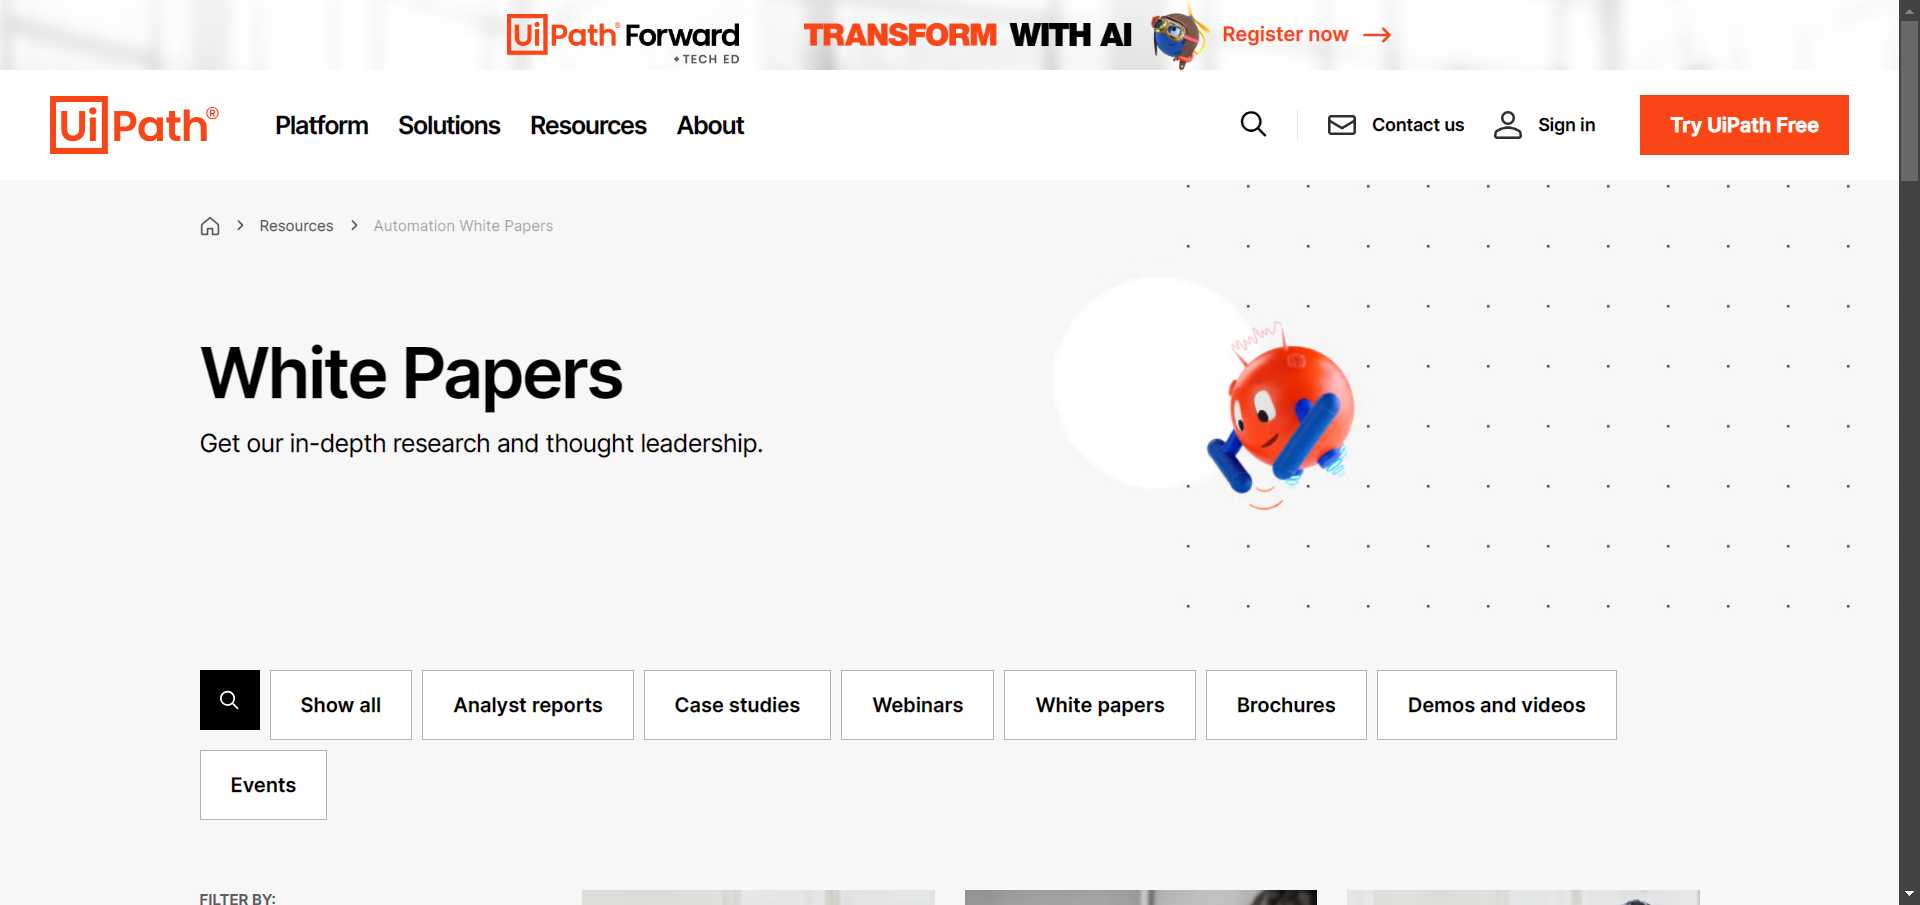 UiPath Forward
+ TECH ED
TRANSFORM WITH AI
Register now
UiPath®
Platform
Solutions
Resources
About
Contact us
Sign in
Try UiPath Free
Resources
Automation White Papers
White Papers
Get our in-depth research and thought leadership.
Show all
Analyst reports
Case studies
Webinars
White papers
Brochures
Demos and videos
Events
FILTER BY: